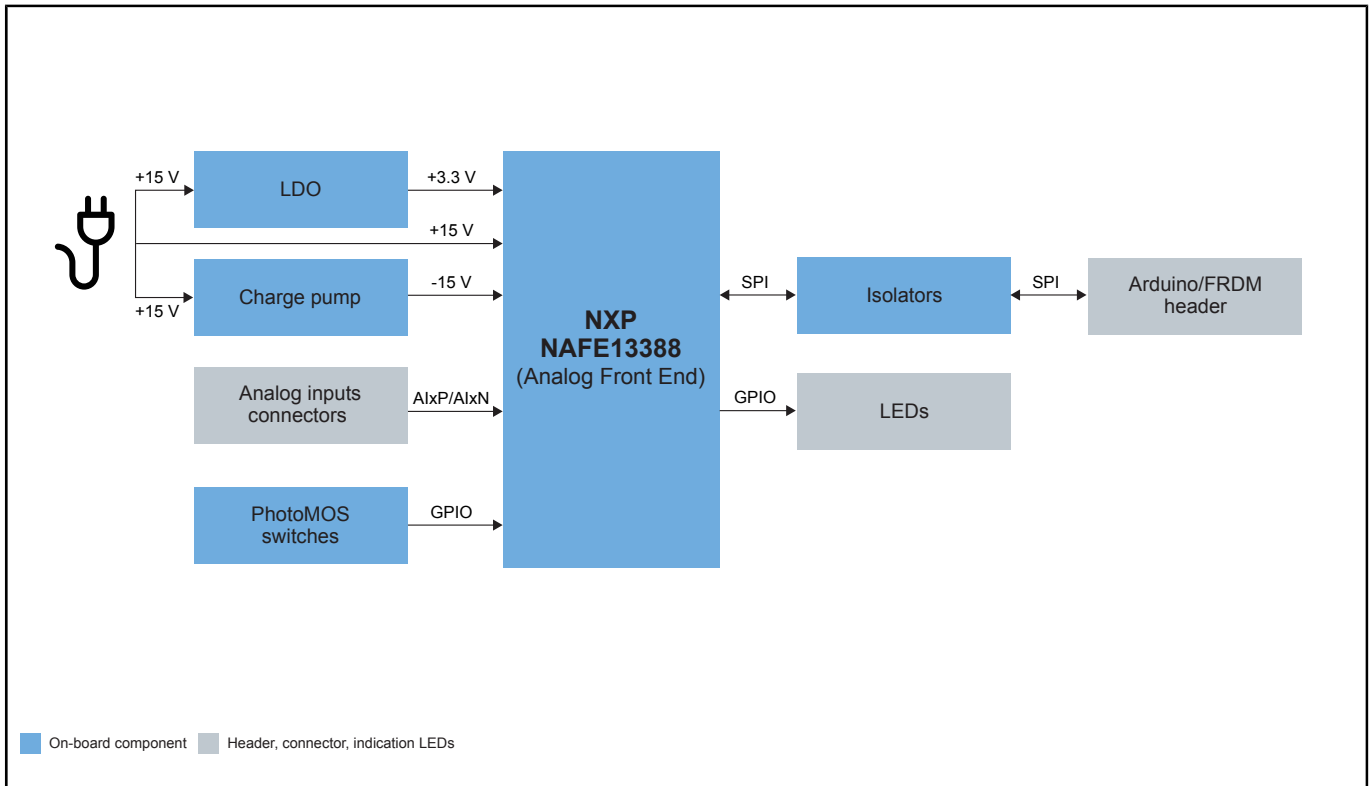 +15 V
LDO
+3.3 V
+15 V
+15 V
Charge pump
-15 V
Analog inputs
connectors
AIxP/AIxN
PhotoMOS
switches
GPIO
NXP
NAFE13388
(Analog Front End)
SPI
Isolators
SPI
Arduino/FRDM
header
GPIO
LEDs
On-board component
Header, connector, indication LEDs